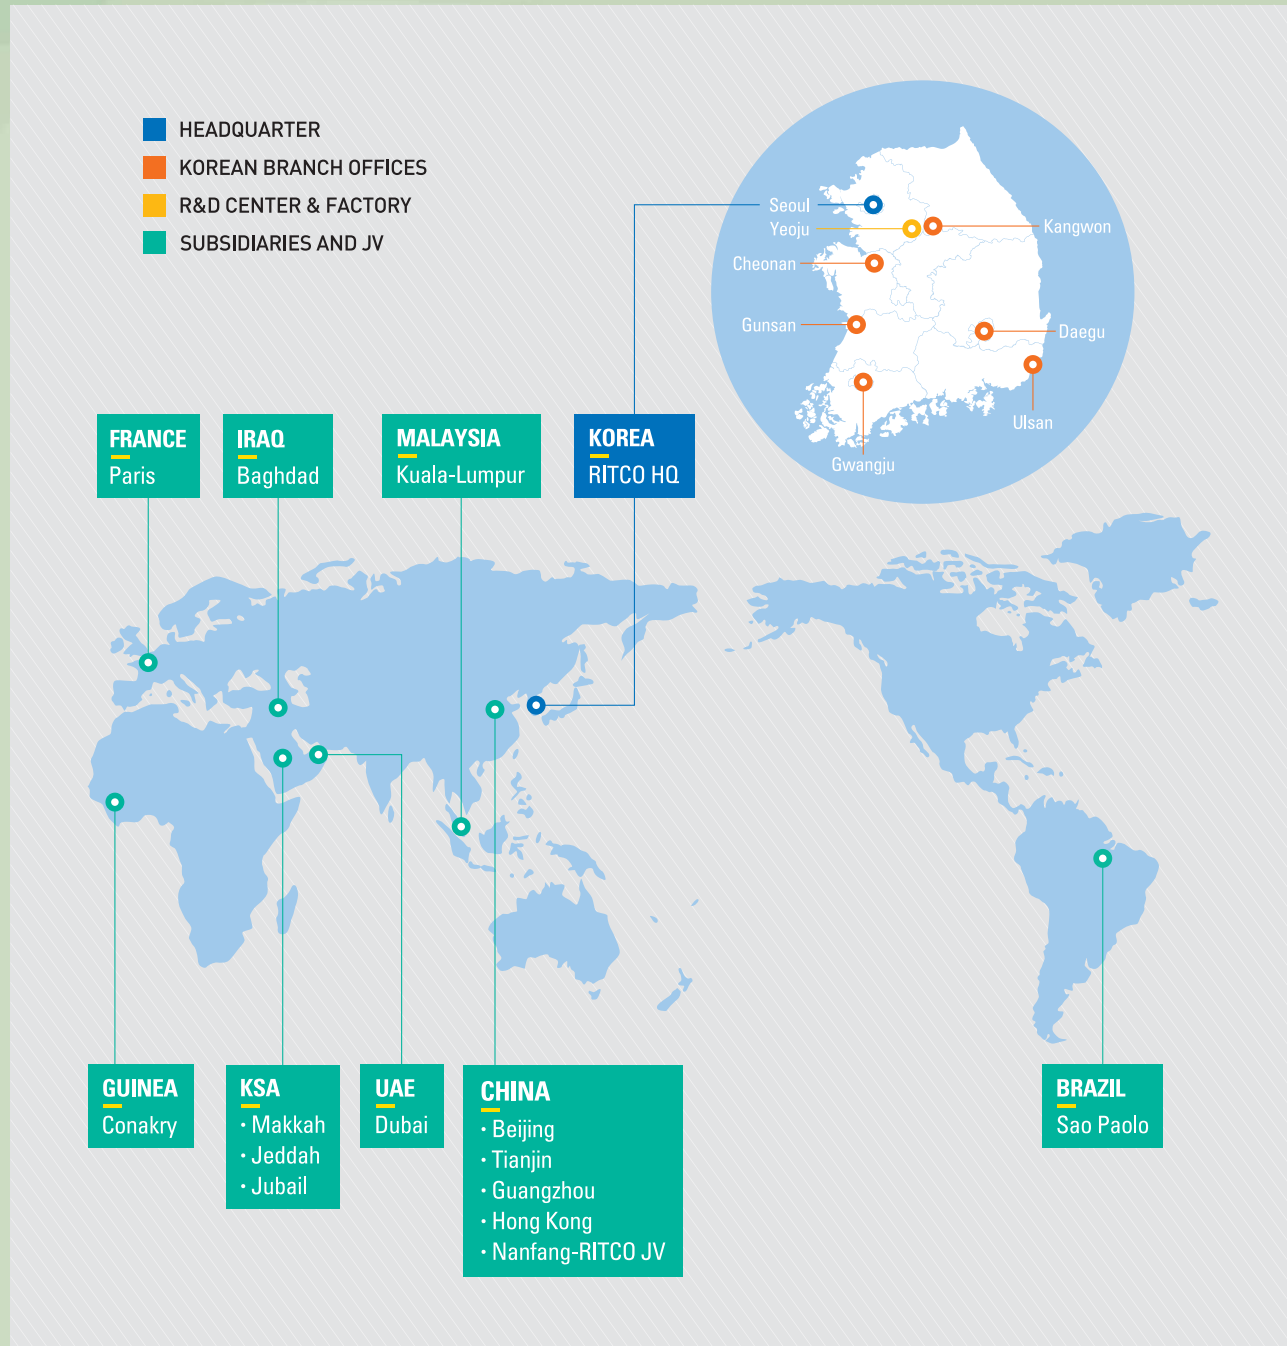 HEADQUARTER
KOREAN BRANCH OFFICES
R&D CENTER & FACTORY
SUBSIDIARIES AND JV
Seoul
Yeoju
Kangwon
Cheonan
Gunsan
Daegu
Ulsan
Gwangju
FRANCE
Paris
IRAQ
Baghdad
MALAYSIA
Kuala-Lumpur
KOREA
RITCO HQ
GUINEA
Conakry
KSA
· Makkah
· Jeddah
· Jubail
UAE
Dubai
CHINA
· Beijing
· Tianjin
· Guangzhou
· Hong Kong
· Nanfang-RITCO JV
BRAZIL
Sao Paolo